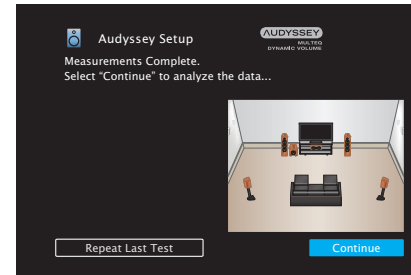 Audyssey Setup
AUDYSSEY
MULTEQ
DYNAMIC VOLUME
Measurements Complete.
Select “Continue” to analyze the data...
Repeat Last Test
Continue